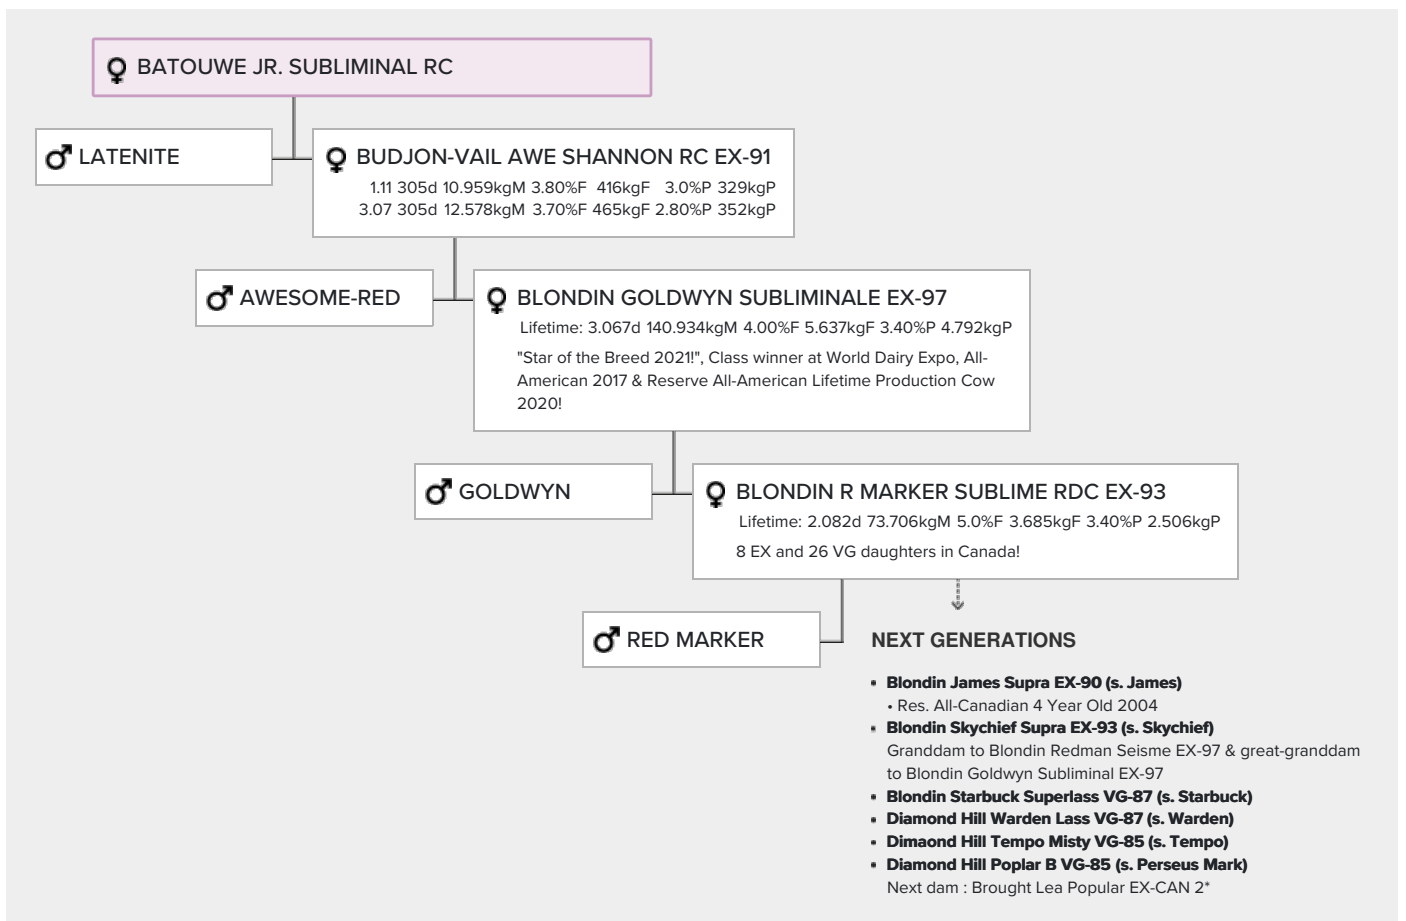 BATOUWE JR. SUBLIMINAL RC
LATENITE
BUDJON-VAIL AWE SHANNON RC EX-91
1.11 305d 10.959kgM 3.80%F 416kgF 3.0%P 329kgP
3.07 305d 12.578kgM 3.70%F 465kgF 2.80%P 352kgP
AWESOME-RED
BLONDIN GOLDWYN SUBLIMINALE EX-97
Lifetime: 3.067d 140.934kgM 4.00%F 5.637kgF 3.40%P 4.792kgP
"Star of the Breed 2021!", Class winner at World Dairy Expo, All-
American 2017 & Reserve All-American Lifetime Production Cow
2020!
GOLDWYN
BLONDIN R MARKER SUBLIME RDC EX-93
Lifetime: 2.082d 73.706kgM 5.0%F 3.685kgF 3.40%P 2.506kgP
8 EX and 26 VG daughters in Canada!
RED MARKER
NEXT GENERATIONS
• Blondin James Supra EX-90 (s. James)
• Res. All-Canadian 4 Year Old 2004
• Blondin Skychief Supra EX-93 (s. Skychief)
Granddam to Blondin Redman Seisme EX-97 & great-granddam
to Blondin Goldwyn Subliminal EX-97
• Blondin Starbuck Superlass VG-87 (s. Starbuck)
• Diamond Hill Warden Lass VG-87 (s. Warden)
• Dimaond Hill Tempo Misty VG-85 (s. Tempo)
• Diamond Hill Poplar B VG-85 (s. Perseus Mark)
Next dam : Brought Lea Popular EX-CAN 2*